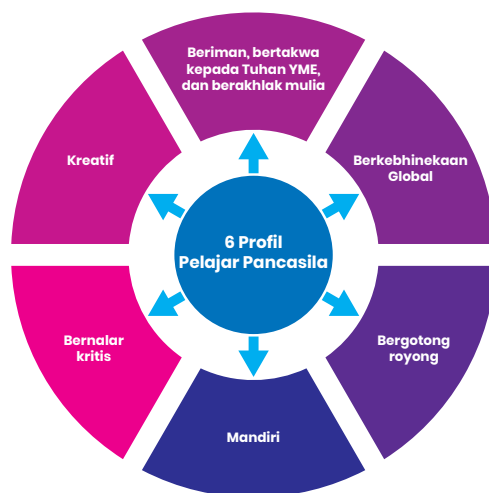 Beriman, bertakwa
kepada Tuhan YME,
dan berakhlak mulia
Kreatif
Berkebhinekaan
Global
6 Profil
Pelajar Pancasila
Bernalar
kritis
Bergotong
royong
Mandiri